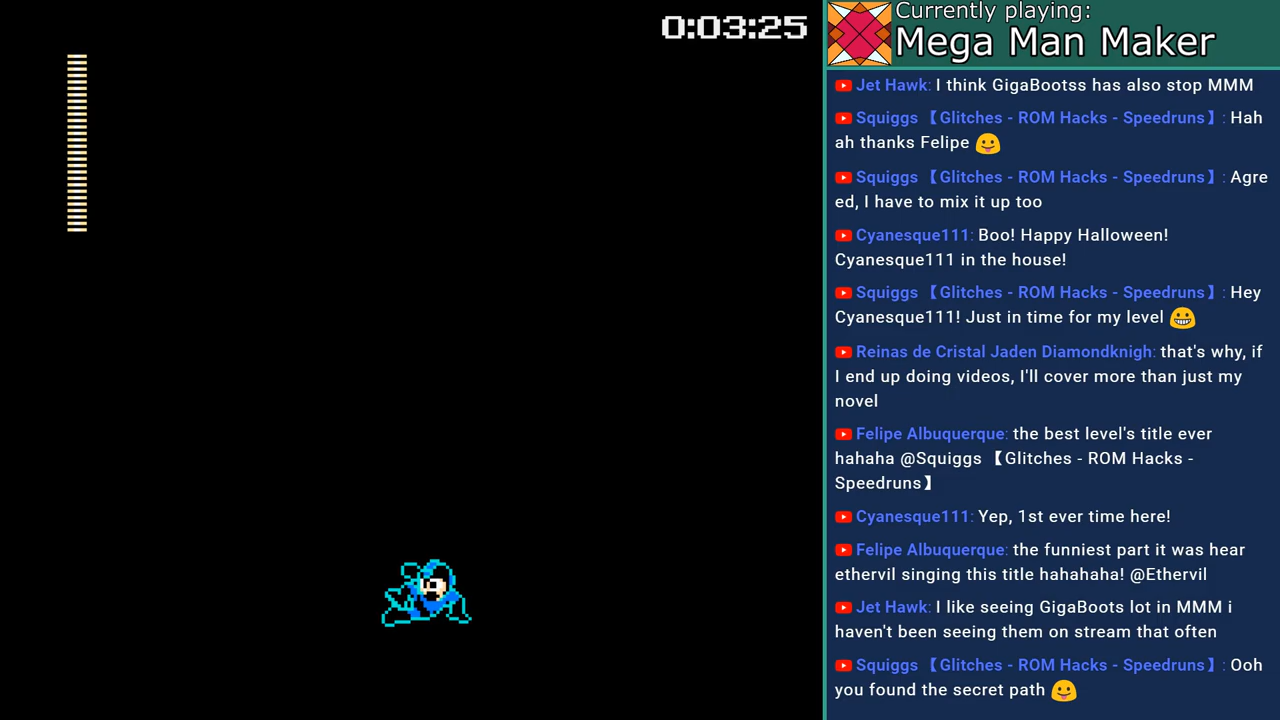 0:03:25
Currently playing:
Mega Man Maker
Jet Hawk: I think GigaBootss has also stop MMM
Squiggs 【Glitches - ROM Hacks - Speedruns】: Hah
ah thanks Felipe
Squiggs 【Glitches - ROM Hacks - Speedruns】: Agre
ed, I have to mix it up too
Cyanesque111: Boo! Happy Halloween!
Cyanesque111 in the house!
Squiggs 【Glitches - ROM Hacks - Speedruns】: Hey
Cyanesque111! Just in time for my level
Reinas de Cristal Jaden Diamondknigh: that's why, if
I end up doing videos, I'll cover more than just my
novel
Felipe Albuquerque: the best level's title ever
hahaha @Squiggs 【Glitches - ROM Hacks -
Speedruns】
Cyanesque111: Yep, 1st ever time here!
Felipe Albuquerque: the funniest part it was hear
ethervil singing this title hahahaha! @Ethervil
Jet Hawk: I like seeing GigaBoots lot in MMM i
haven't been seeing them on stream that often
Squiggs 【Glitches - ROM Hacks - Speedruns】: Ooh
you found the secret path